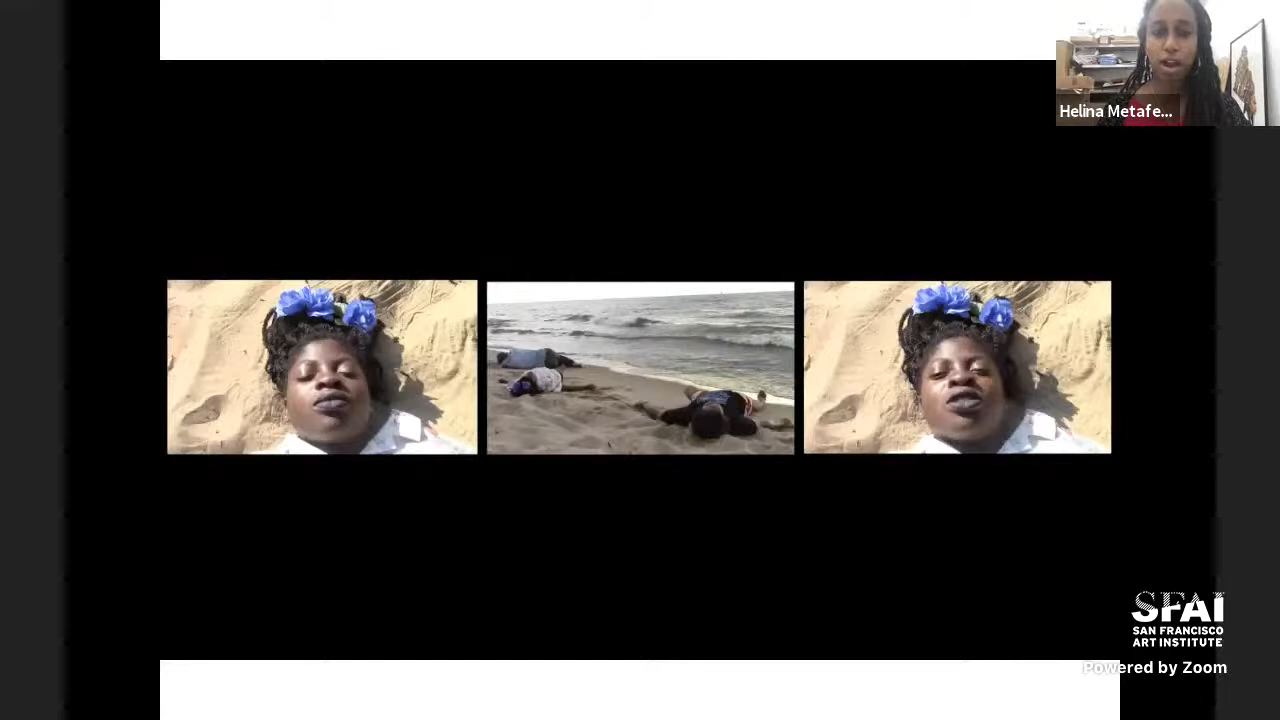 Helina Metafe...
SFAI
SAN FRANCISCO
ART INSTITUTE
Powered by Zoom